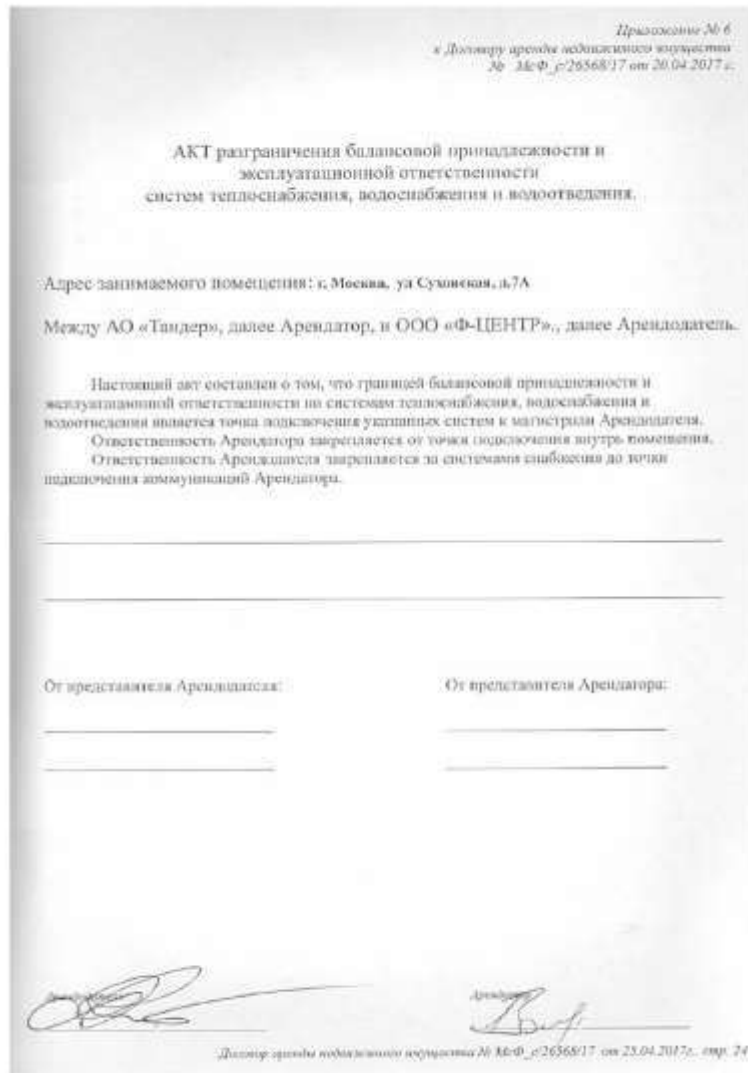 Приложение № 6
к Договору аренды недвижимого имущества
№ МсФ_с/26568/17 от 20.04.2017 г.
АКТ разграничения балансовой принадлежности и
эксплуатационной ответственности
систем теплоснабжения, водоснабжения и водоотведения.
Адрес занимаемого помещения: г. Москва, ул Сухонская, д.7А
Между АО «Тандер», далее Арендатор, и ООО «Ф-ЦЕНТР»., далее Арендодатель.
Настоящий акт составлен о том, что границей балансовой принадлежности и
эксплуатационной ответственности по системам теплоснабжения, водоснабжения и
водоотведения является точка подключения указанных систем к магистрали Арендодателя.
Ответственность Арендатора закрепляется от точки подключения внутрь помещения.
Ответственность Арендодателя закрепляется за системами снабжения до точки
подключения коммуникаций Арендатора.
От представителя Арендодателя:
От представителя Арендатора:
Договор аренды недвижимого имущества № МсФ_с/26568/17 от 25.04.2017г., стр. 24